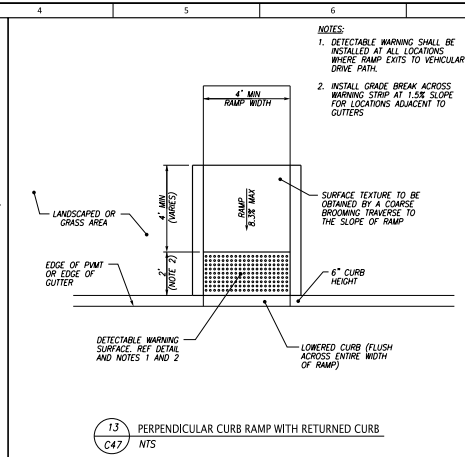 4
5
6
NOTES:
1. DETECTABLE WARNING SHALL BE
INSTALLED AT ALL LOCATIONS
WHERE RAMP EXITS TO VEHICULAR
DRIVE PATH.
2. INSTALL GRADE BREAK ACROSS
WARNING STRIP AT 1.5% SLOPE
FOR LOCATIONS ADJACENT TO
GUTTERS
4' MIN
RAMP WIDTH
4' MIN
(VARIES)
RAMP
8.3% MAX
SURFACE TEXTURE TO BE
OBTAINED BY A COARSE
BROOMING TRAVERSE TO
THE SLOPE OF RAMP
LANDSCAPED OR
GRASS AREA
2'
(NOTE 2)
EDGE OF PVMT
OR EDGE OF
GUTTER
6" CURB
HEIGHT
DETECTABLE WARNING
SURFACE. REF DETAIL
AND NOTES 1 AND 2
LOWERED CURB (FLUSH
ACROSS ENTIRE WIDTH
OF RAMP)
13 PERPENDICULAR CURB RAMP WITH RETURNED CURB
C47 NTS